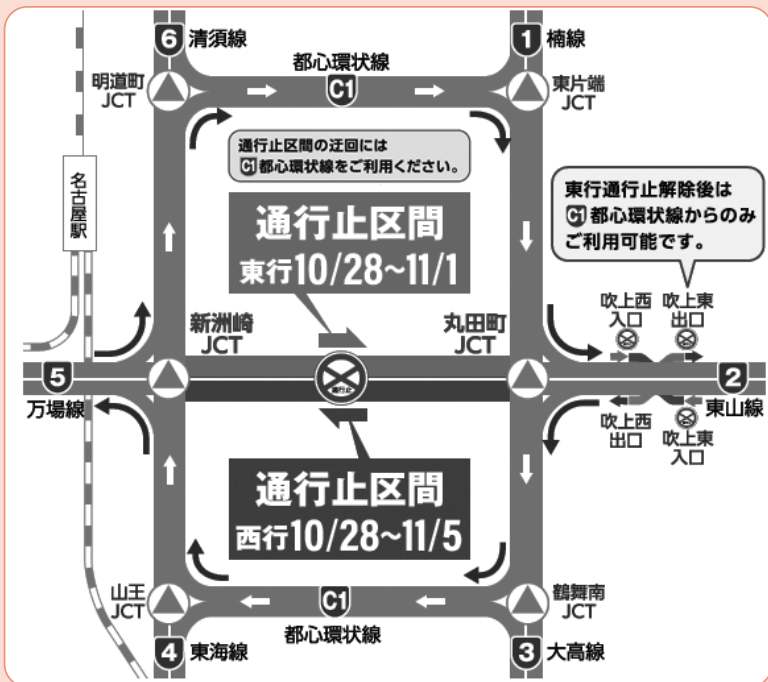 6 清須線
1 楠線
都心環状線
C1
明道町
JCT
東片端
JCT
通行止区間の迂回には
C1都心環状線をご利用ください。
名古屋駅
通行止区間
東行10/28~11/1
東行通行止解除後は
C1都心環状線からのみ
ご利用可能です。
吹上西
入口
吹上東
出口
新洲崎
JCT
丸田町
JCT
通行止
5
万場線
2
東山線
吹上西
出口
吹上東
入口
通行止区間
西行10/28~11/5
山王
JCT
鶴舞南
JCT
C1
都心環状線
4 東海線
3 大高線